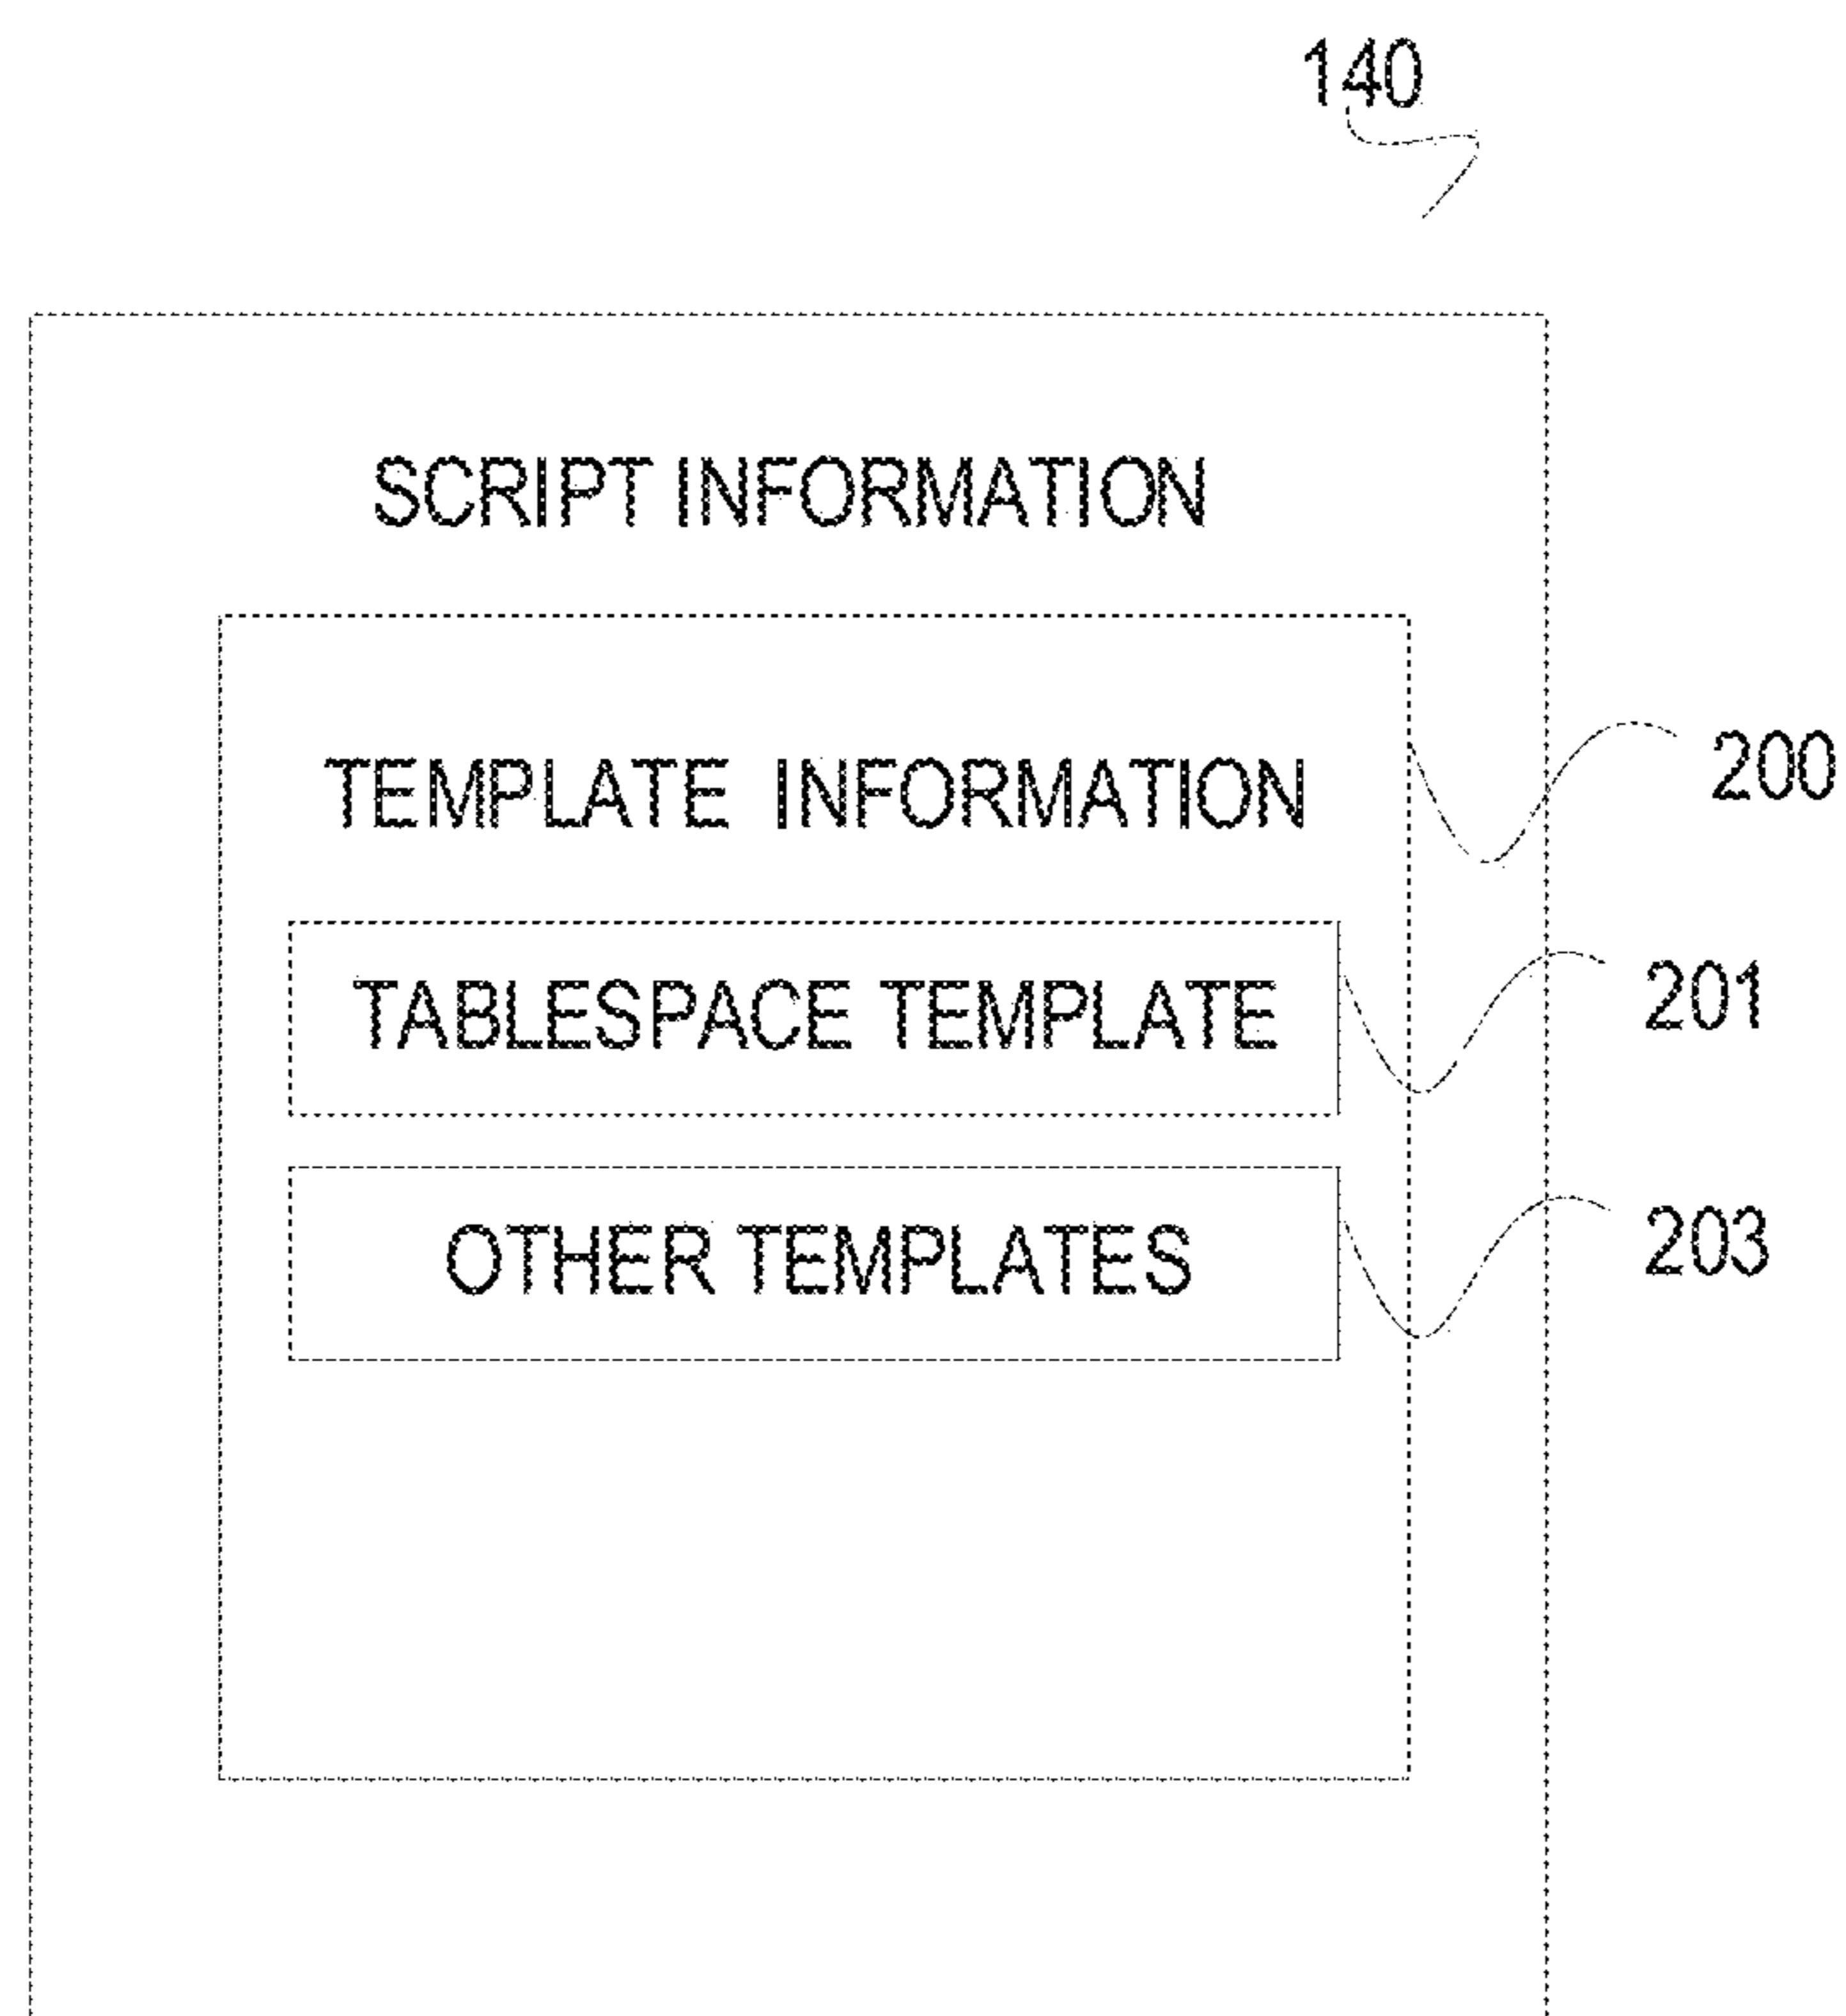 140
SCRIPT INFORMATION
TEMPLATE INFORMATION
200
TABLESPACE TEMPLATE
201
OTHER TEMPLATES
203